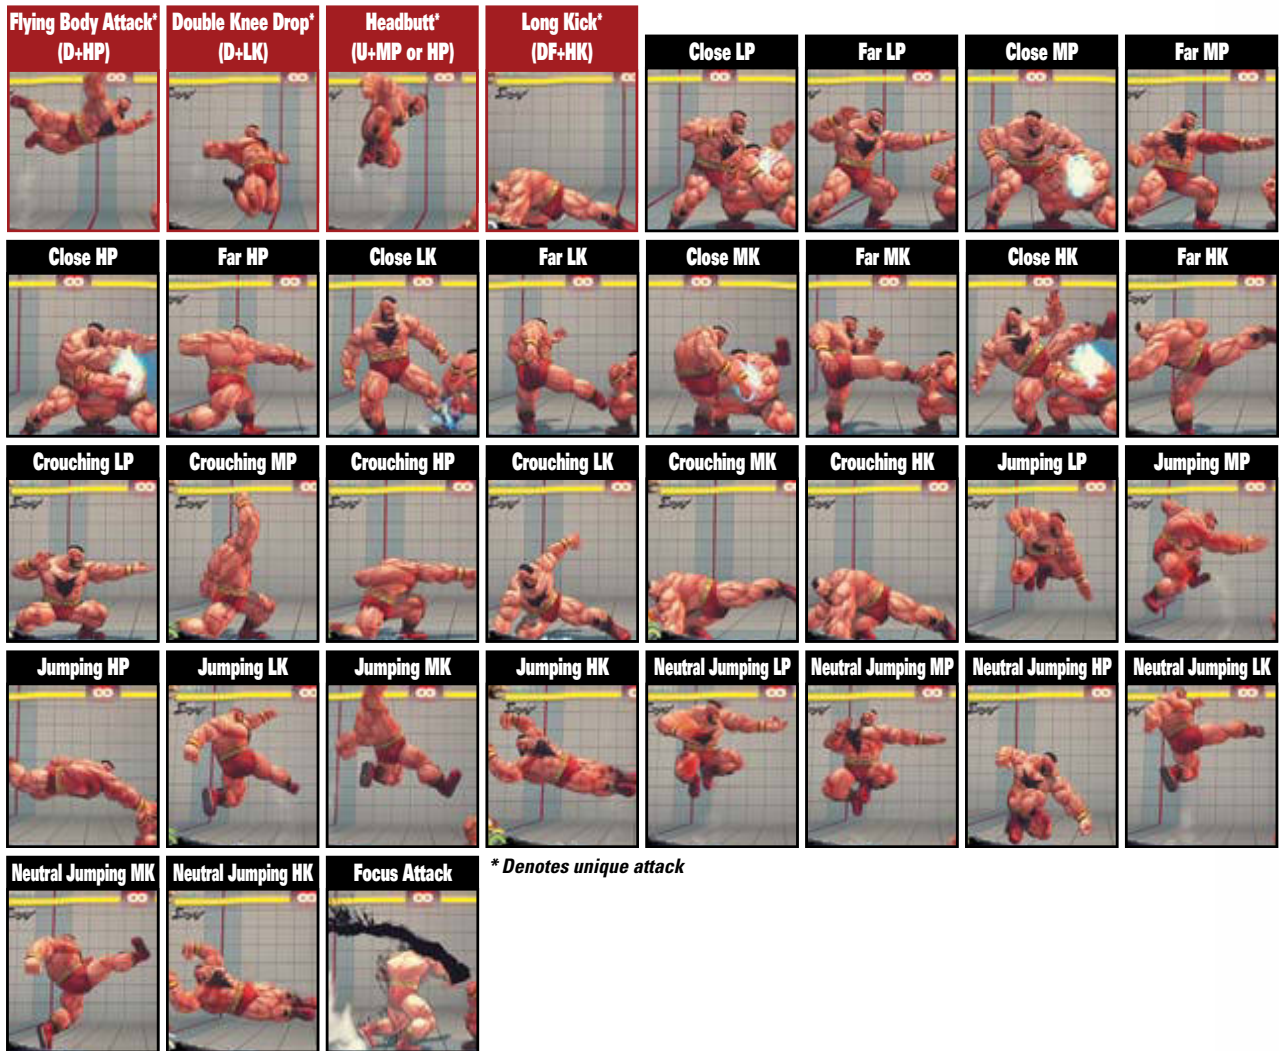 Flying Body Attack*
(D+HP)
Double Knee Drop*
(D+LK)
Headbutt*
(U+MP or HP)
Long Kick*
(DF+HK)
Close LP
Far LP
Close MP
Far MP
Close HP
Far HP
Close LK
Far LK
Close MK
Far MK
Close HK
Far HK
Crouching LP
Crouching MP
Crouching HP
Crouching LK
Crouching MK
Crouching HK
Jumping LP
Jumping MP
Jumping HP
Jumping LK
Jumping MK
Jumping HK
Neutral Jumping LP
Neutral Jumping MP
Neutral Jumping HP
Neutral Jumping LK
Neutral Jumping MK
Neutral Jumping HK
Focus Attack
* Denotes unique attack